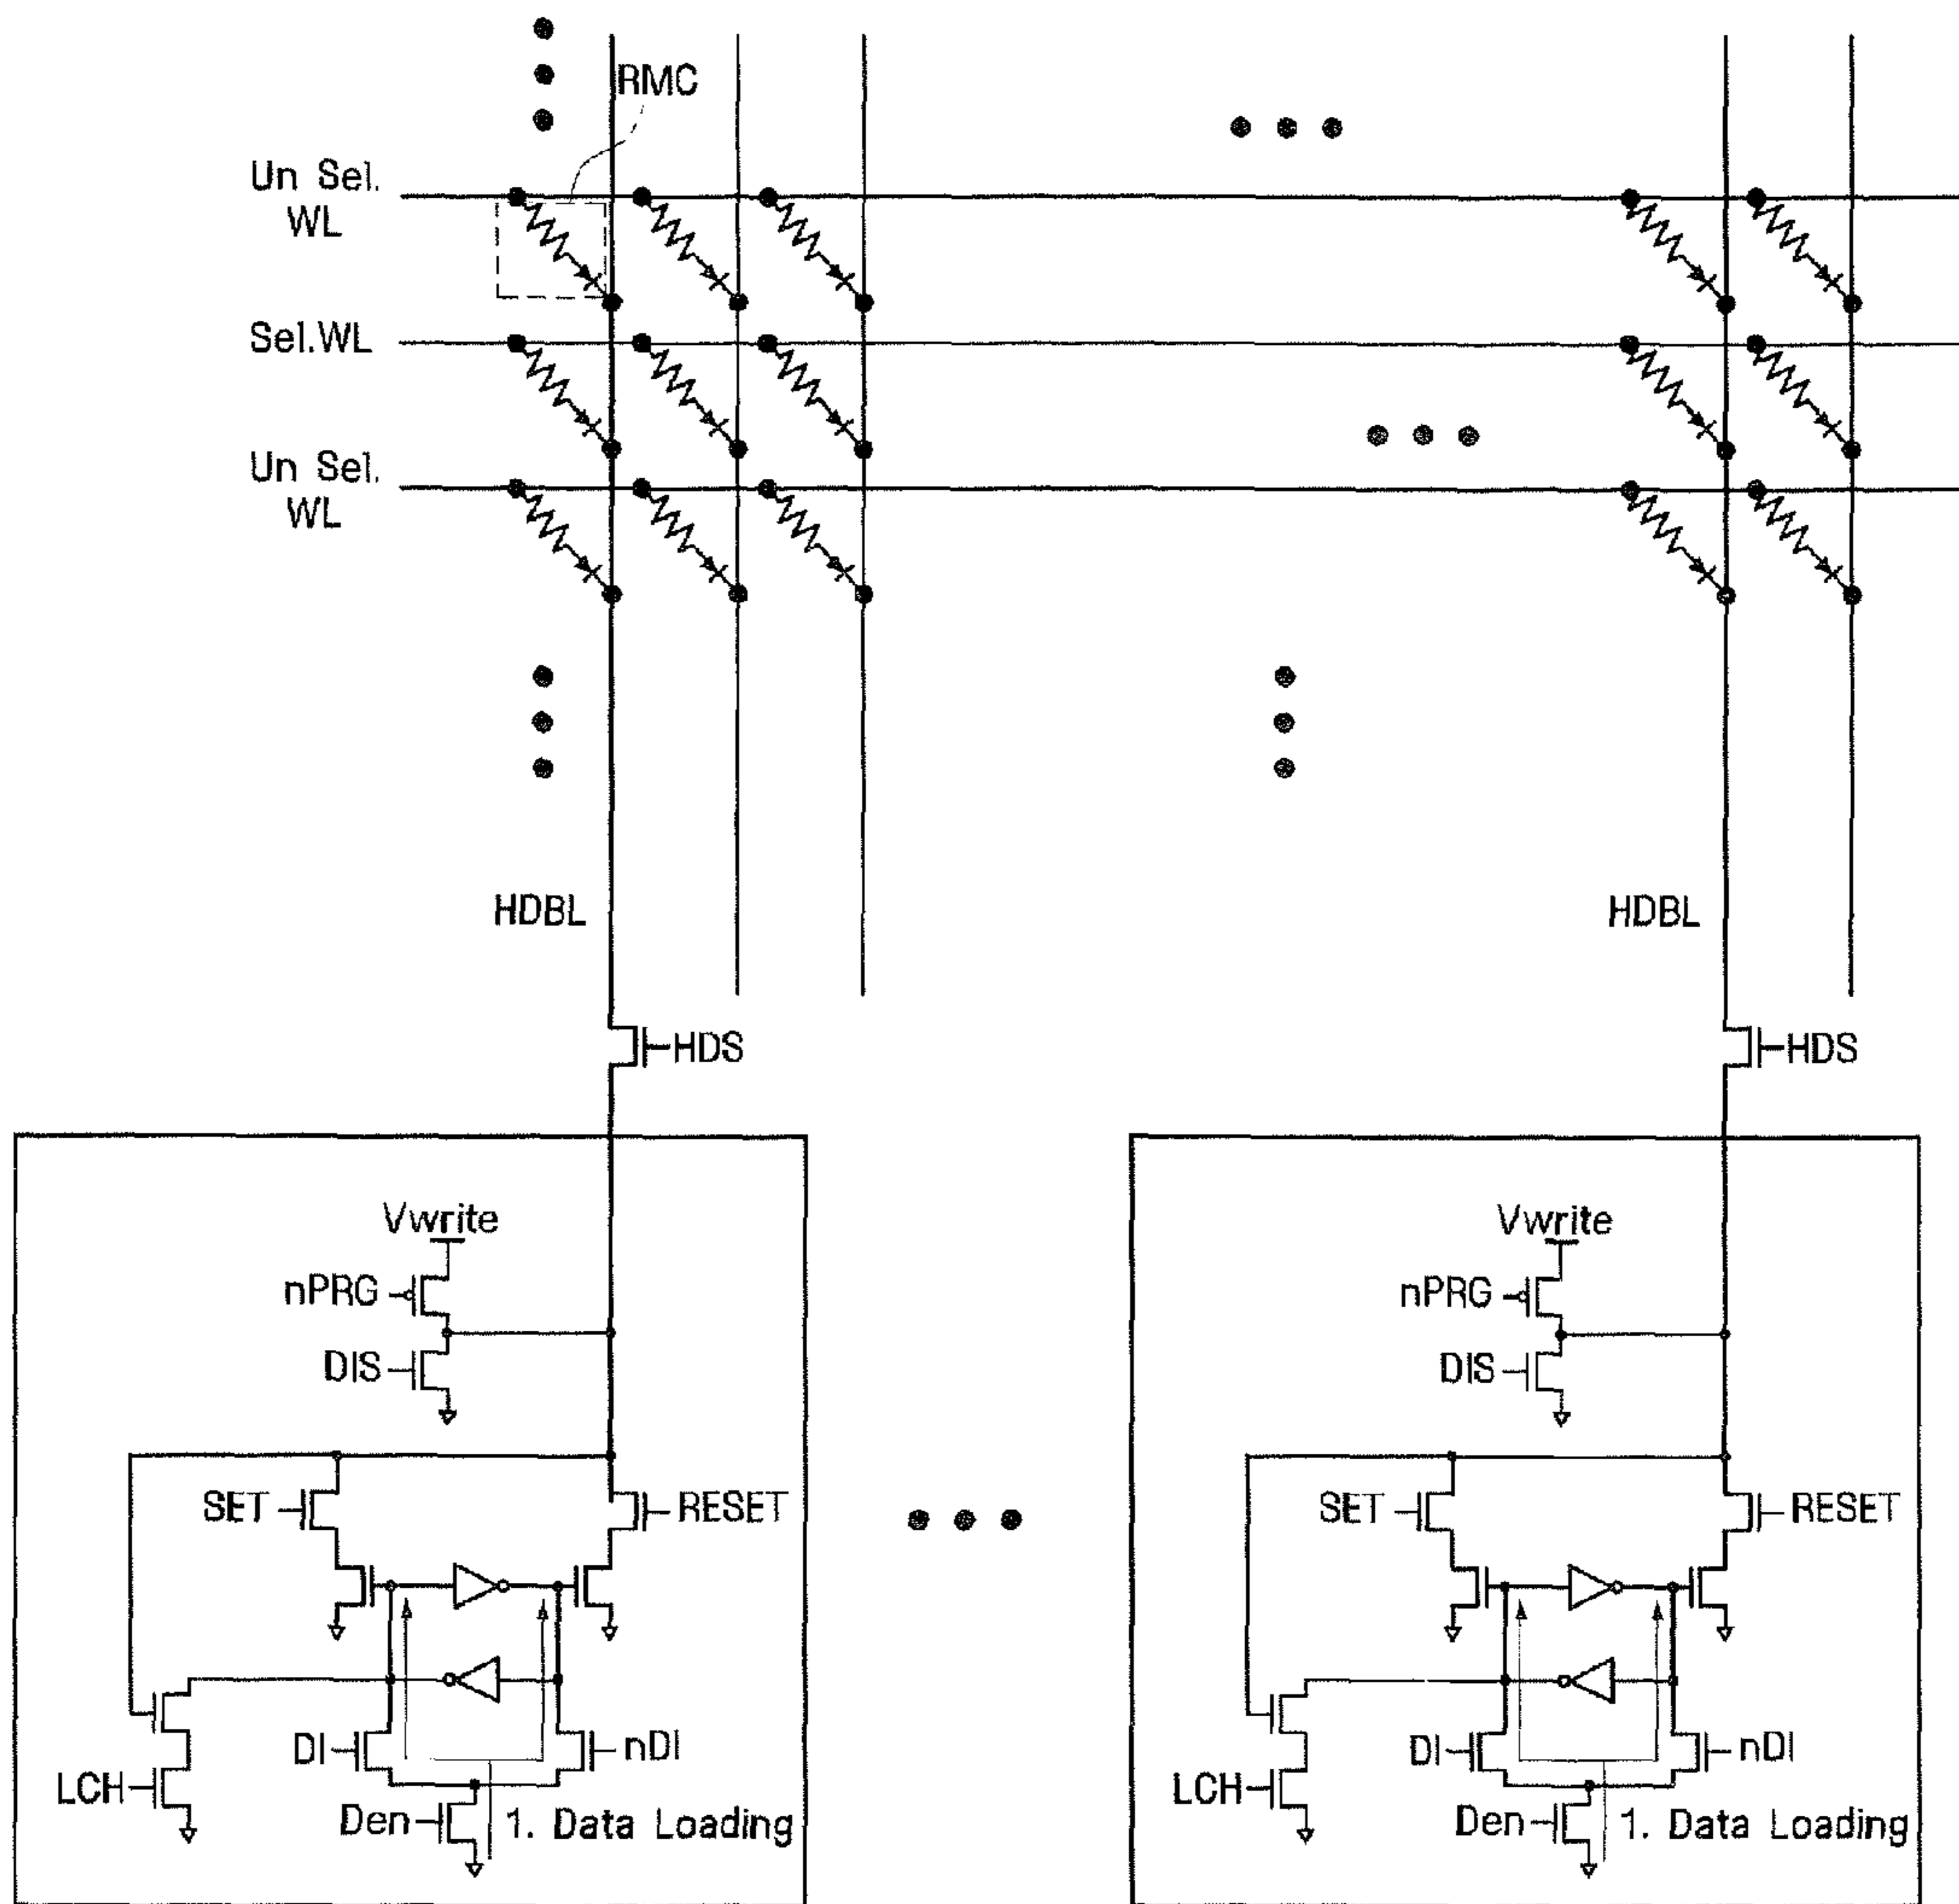 RMC
Un Sel.
WL
Sel.WL
Un Sel.
WL
HDBL
HDBL
HDS
HDS
Vwrite
nPRG
DIS
SET
RESET
DI
nDI
LCH
Den
1. Data Loading
Vwrite
nPRG
DIS
SET
RESET
DI
nDI
LCH
Den
1. Data Loading